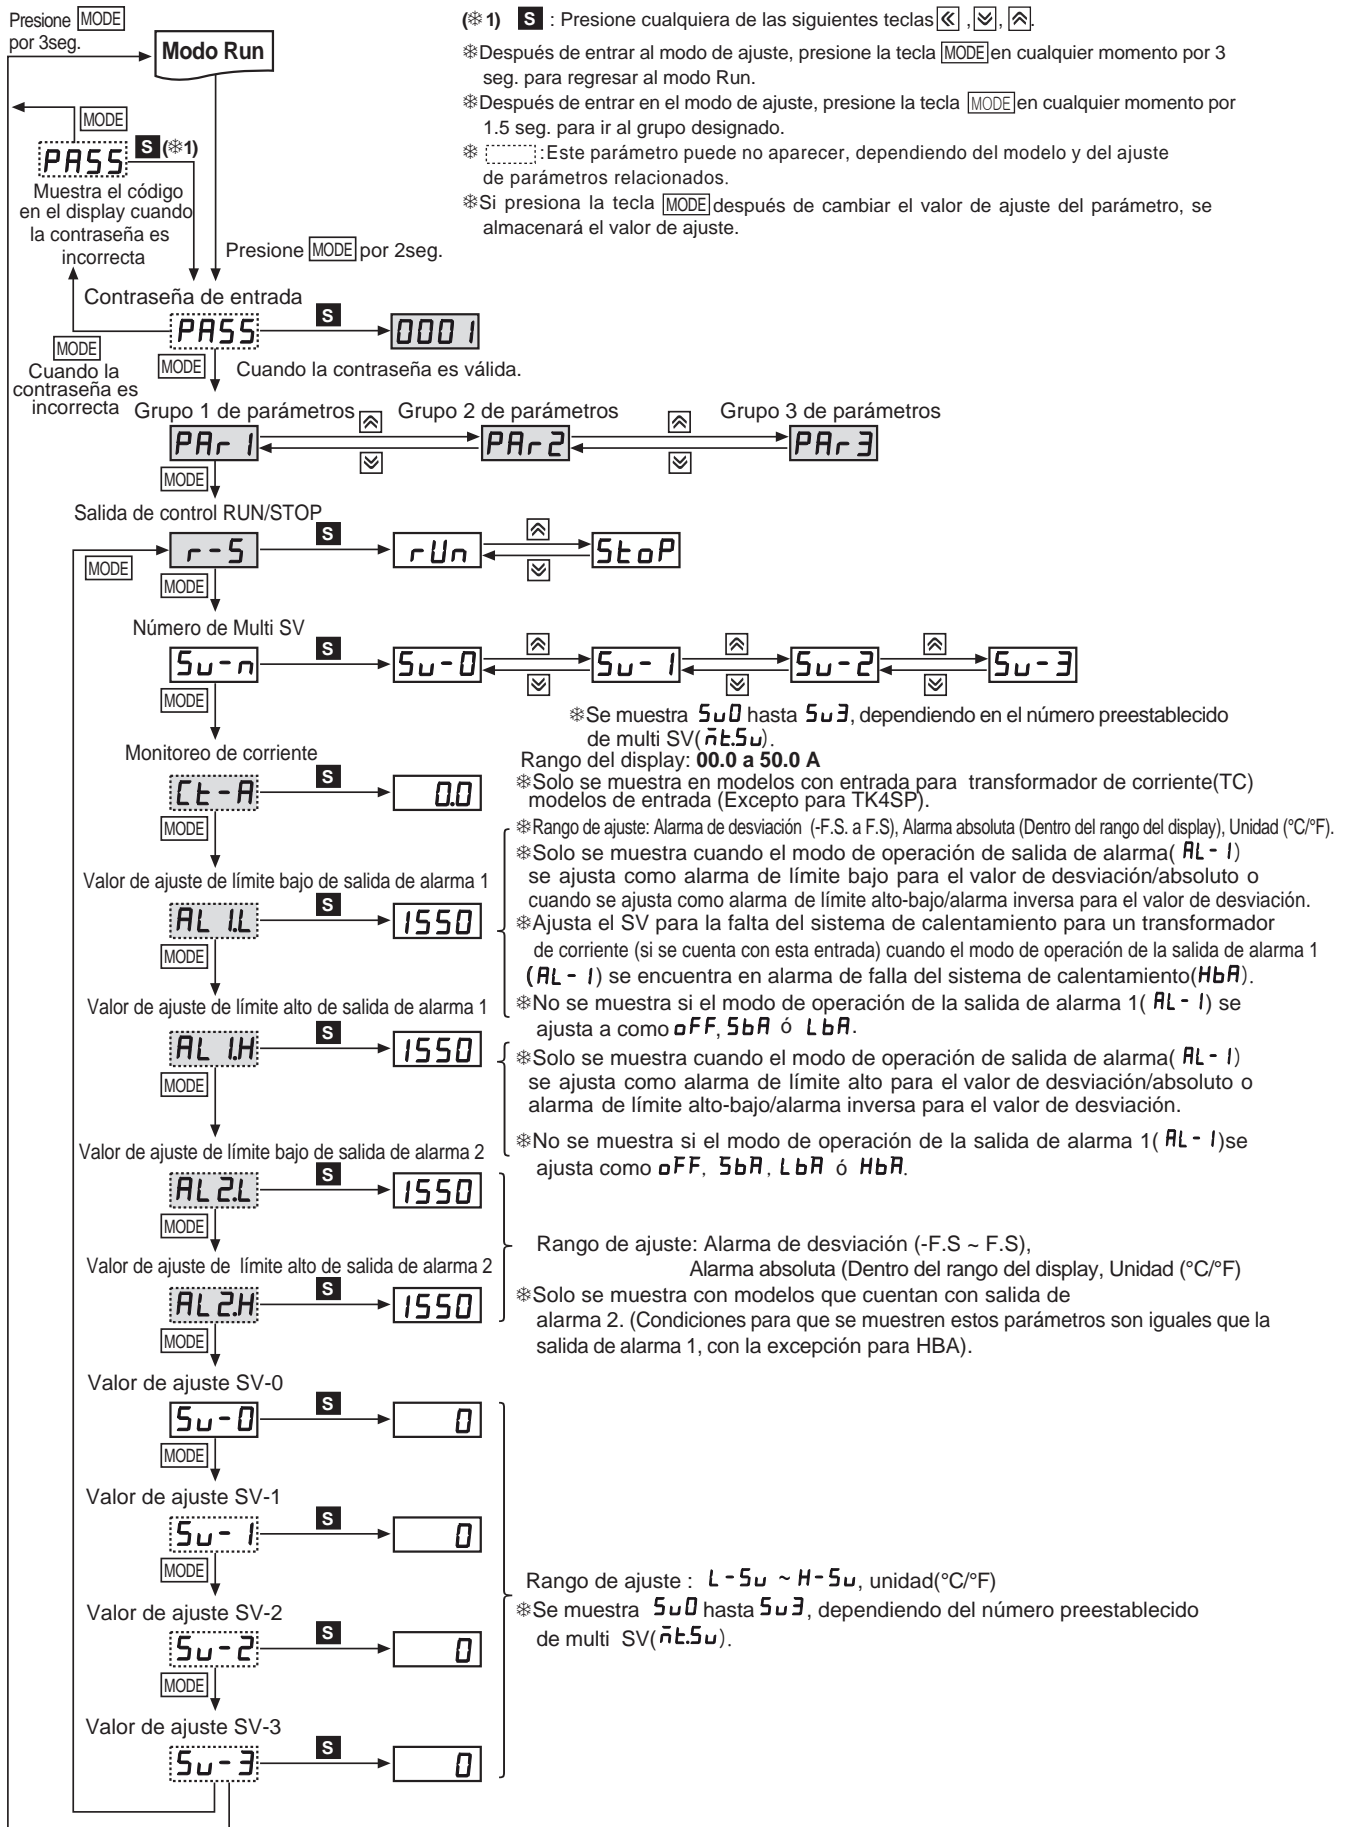 Presione MODE
por 3seg.
Modo Run
(❊1) S : Presione cualquiera de las siguientes teclas « , , .
❊Después de entrar al modo de ajuste, presione la tecla MODE en cualquier momento por 3
seg. para regresar al modo Run.
❊Después de entrar en el modo de ajuste, presione la tecla MODE en cualquier momento por
1.5 seg. para ir al grupo designado.
❊ :Este parámetro puede no aparecer, dependiendo del modelo y del ajuste
de parámetros relacionados.
❊Si presiona la tecla MODE después de cambiar el valor de ajuste del parámetro, se
almacenará el valor de ajuste.
MODE
PASS S (❊1)
Muestra el código
en el display cuando
la contraseña es
incorrecta
Presione MODE por 2seg.
Contraseña de entrada
PASS S 0001
MODE
Cuando la
contraseña es
incorrecta
MODE Cuando la contraseña es válida.
Grupo 1 de parámetros Grupo 2 de parámetros Grupo 3 de parámetros
PAr 1 PAr2 PAr3
MODE
Salida de control RUN/STOP
r-S S rUn StoP
MODE
MODE
Número de Multi SV
Su-n S Su-0 Su-1 Su-2 Su-3
MODE
❊Se muestra Su0 hasta Su3, dependiendo en el número preestablecido
de multi SV(nt.Su).
Monitoreo de corriente
Rango del display: 00.0 a 50.0 A
Ct-A S 0.0
❊Solo se muestra en modelos con entrada para transformador de corriente(TC)
modelos de entrada (Excepto para TK4SP).
MODE
❊Rango de ajuste: Alarma de desviación (-F.S. a F.S), Alarma absoluta (Dentro del rango del display), Unidad (°C/°F).
❊Solo se muestra cuando el modo de operación de salida de alarma( AL-1)
se ajusta como alarma de límite bajo para el valor de desviación/absoluto o
cuando se ajusta como alarma de límite alto-bajo/alarma inversa para el valor de desviación.
Valor de ajuste de límite bajo de salida de alarma 1
AL1.L S 1550
MODE
❊Ajusta el SV para la falta del sistema de calentamiento para un transformador
de corriente (si se cuenta con esta entrada) cuando el modo de operación de la salida de alarma 1
(AL-1) se encuentra en alarma de falla del sistema de calentamiento(HbA).
❊No se muestra si el modo de operación de la salida de alarma 1( AL-1) se
ajusta a como oFF, SbA ó LbA.
Valor de ajuste de límite alto de salida de alarma 1
AL1.H S 1550
MODE
❊Solo se muestra cuando el modo de operación de salida de alarma( AL-1)
se ajusta como alarma de límite alto para el valor de desviación/absoluto o
alarma de límite alto-bajo/alarma inversa para el valor de desviación.
❊No se muestra si el modo de operación de la salida de alarma 1( AL-1)se
ajusta como oFF, SbA, LbA ó HbA.
Valor de ajuste de límite bajo de salida de alarma 2
AL2.L S 1550
MODE
Valor de ajuste de límite alto de salida de alarma 2
AL2.H S 1550
MODE
Rango de ajuste: Alarma de desviación (-F.S ~ F.S),
Alarma absoluta (Dentro del rango del display, Unidad (°C/°F)
❊Solo se muestra con modelos que cuentan con salida de
alarma 2. (Condiciones para que se muestren estos parámetros son iguales que la
salida de alarma 1, con la excepción para HBA).
Valor de ajuste SV-0
Su-0 S 0
MODE
Valor de ajuste SV-1
Su-1 S 0
MODE
Valor de ajuste SV-2
Su-2 S 0
MODE
Valor de ajuste SV-3
Su-3 S 0
Rango de ajuste : L-Su ~ H-Su, unidad(°C/°F)
❊Se muestra Su0 hasta Su3, dependiendo del número preestablecido
de multi SV(nt.Su).